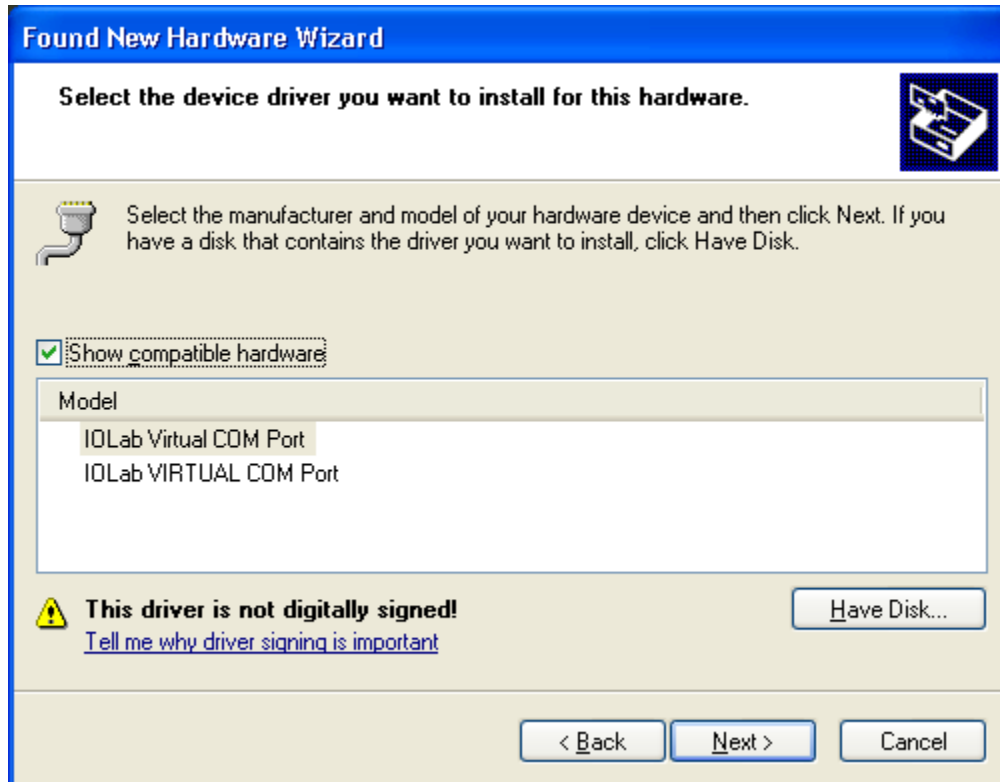 Found New Hardware Wizard
Select the device driver you want to install for this hardware.
Select the manufacturer and model of your hardware device and then click Next. If you
have a disk that contains the driver you want to install, click Have Disk.
Show compatible hardware
Model
IOLab Virtual COM Port
IOLab VIRTUAL COM Port
This driver is not digitally signed!
Have Disk...
Tell me why driver signing is important
< Back
Next >
Cancel